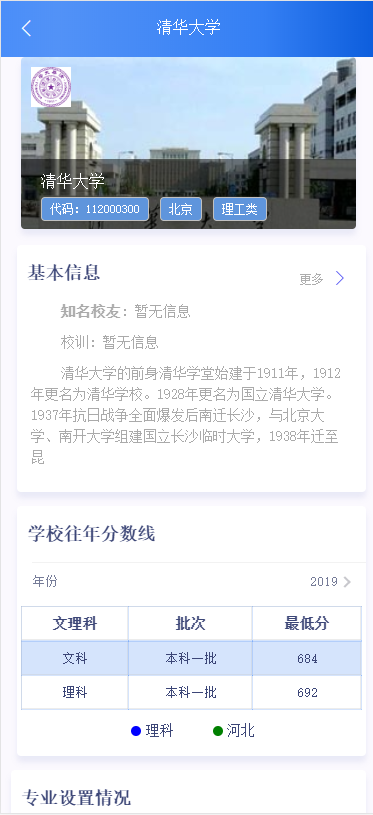 清华大学
清华大学
代码：112000300 北京 理工类
基本信息 更多
知名校友：暂无信息
校训：暂无信息
清华大学的前身清华学堂始建于1911年，1912
年更名为清华学校。1928年更名为国立清华大学。
1937年抗日战争全面爆发后南迁长沙，与北京大
学、南开大学组建国立长沙临时大学，1938年迁至
昆
学校往年分数线
年份 2019
文理科 批次 最低分
文科 本科一批 684
理科 本科一批 692
理科 河北
专业设置情况